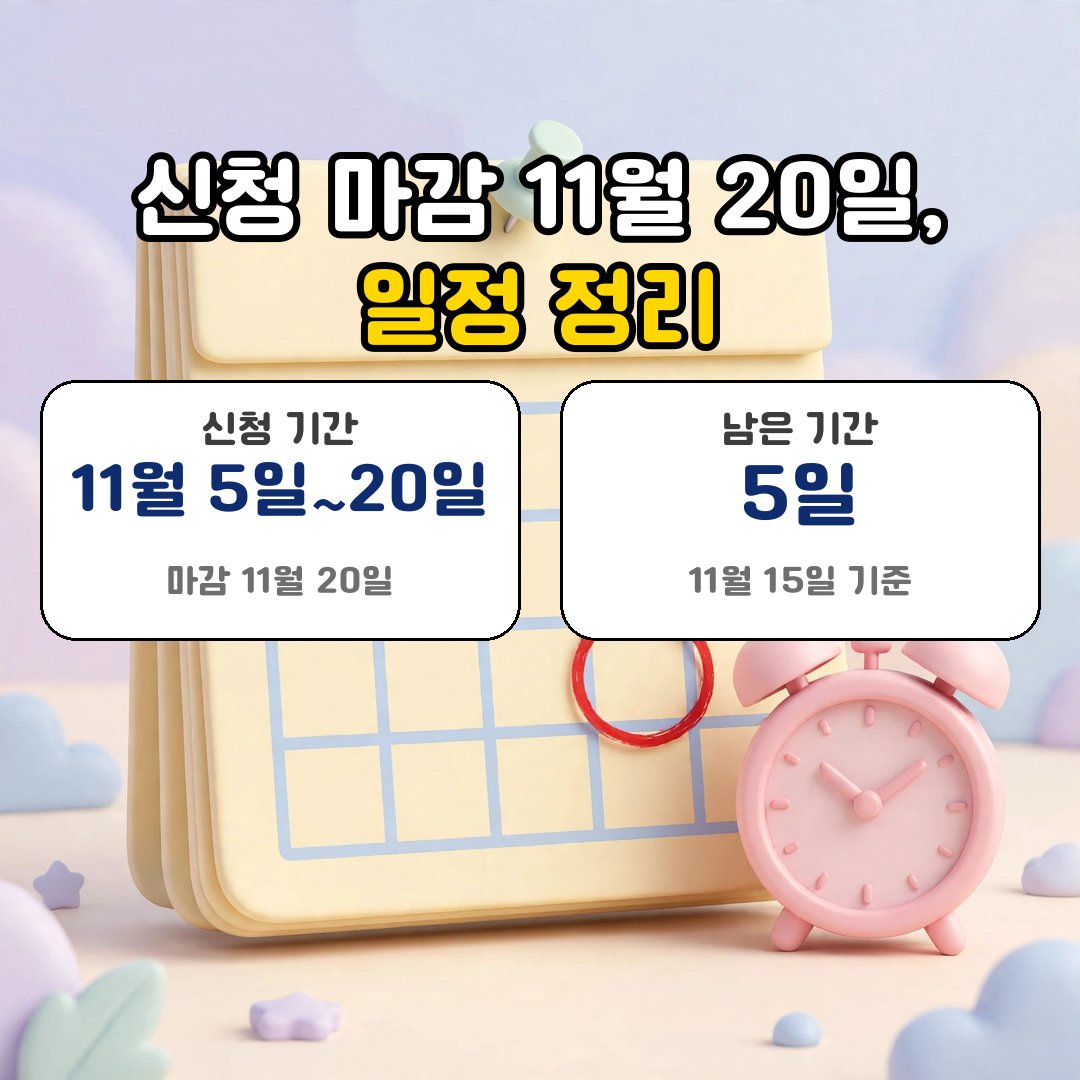 신청 마감 11월 20일,
일정 정리
신청 기간
11월 5일~20일
마감 11월 20일
남은 기간
5일
11월 15일 기준